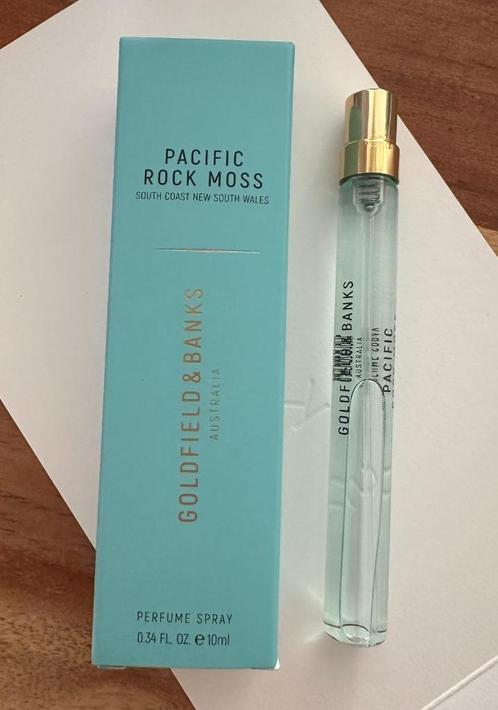 PACIFIC
ROCK MOSS
SOUTH COAST NEW SOUTH WALES
GOLDFIELD & BANKS
AUSTRALIA
PERFUME SPRAY
0.34 FL. OZ. ℮ 10ml
GOLDFIELD & BANKS
AUSTRALIA
PACIFIC